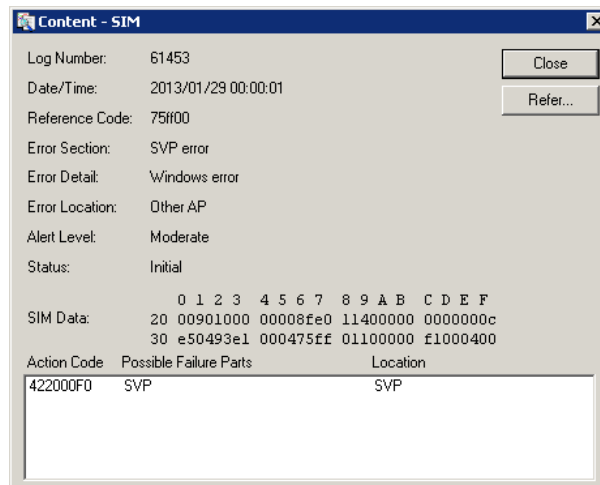 Content - SIM
Log Number: 61453
Close
Date/Time: 2013/01/29 00:00:01
Refer...
Reference Code: 75ff00
Error Section: SVP error
Error Detail: Windows error
Error Location: Other AP
Alert Level: Moderate
Status: Initial
0 1 2 3 4 5 6 7 8 9 A B C D E F
SIM Data: 20 00901000 00008fe0 11400000 0000000c
30 e50493e1 000475ff 01100000 f1000400
Action Code Possible Failure Parts Location
422000F0 SVP SVP